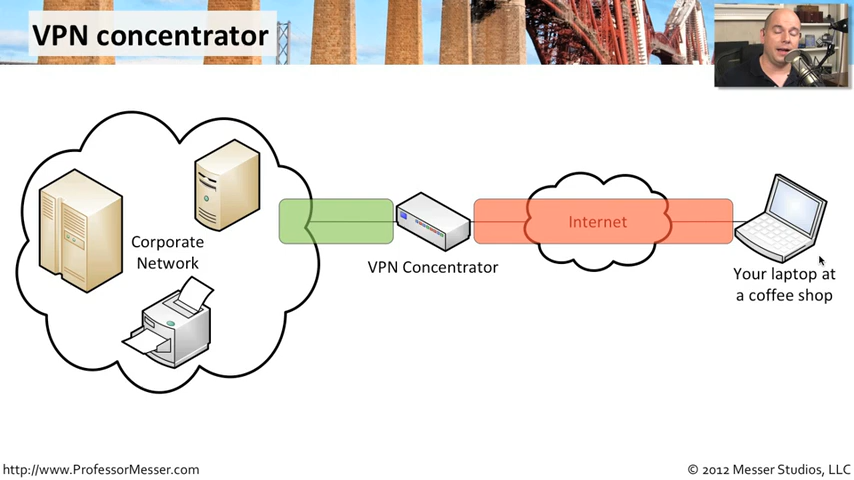 VPN concentrator
Corporate
Network
VPN Concentrator
Internet
Your laptop at
a coffee shop
http://www.ProfessorMesser.com
© 2012 Messer Studios, LLC